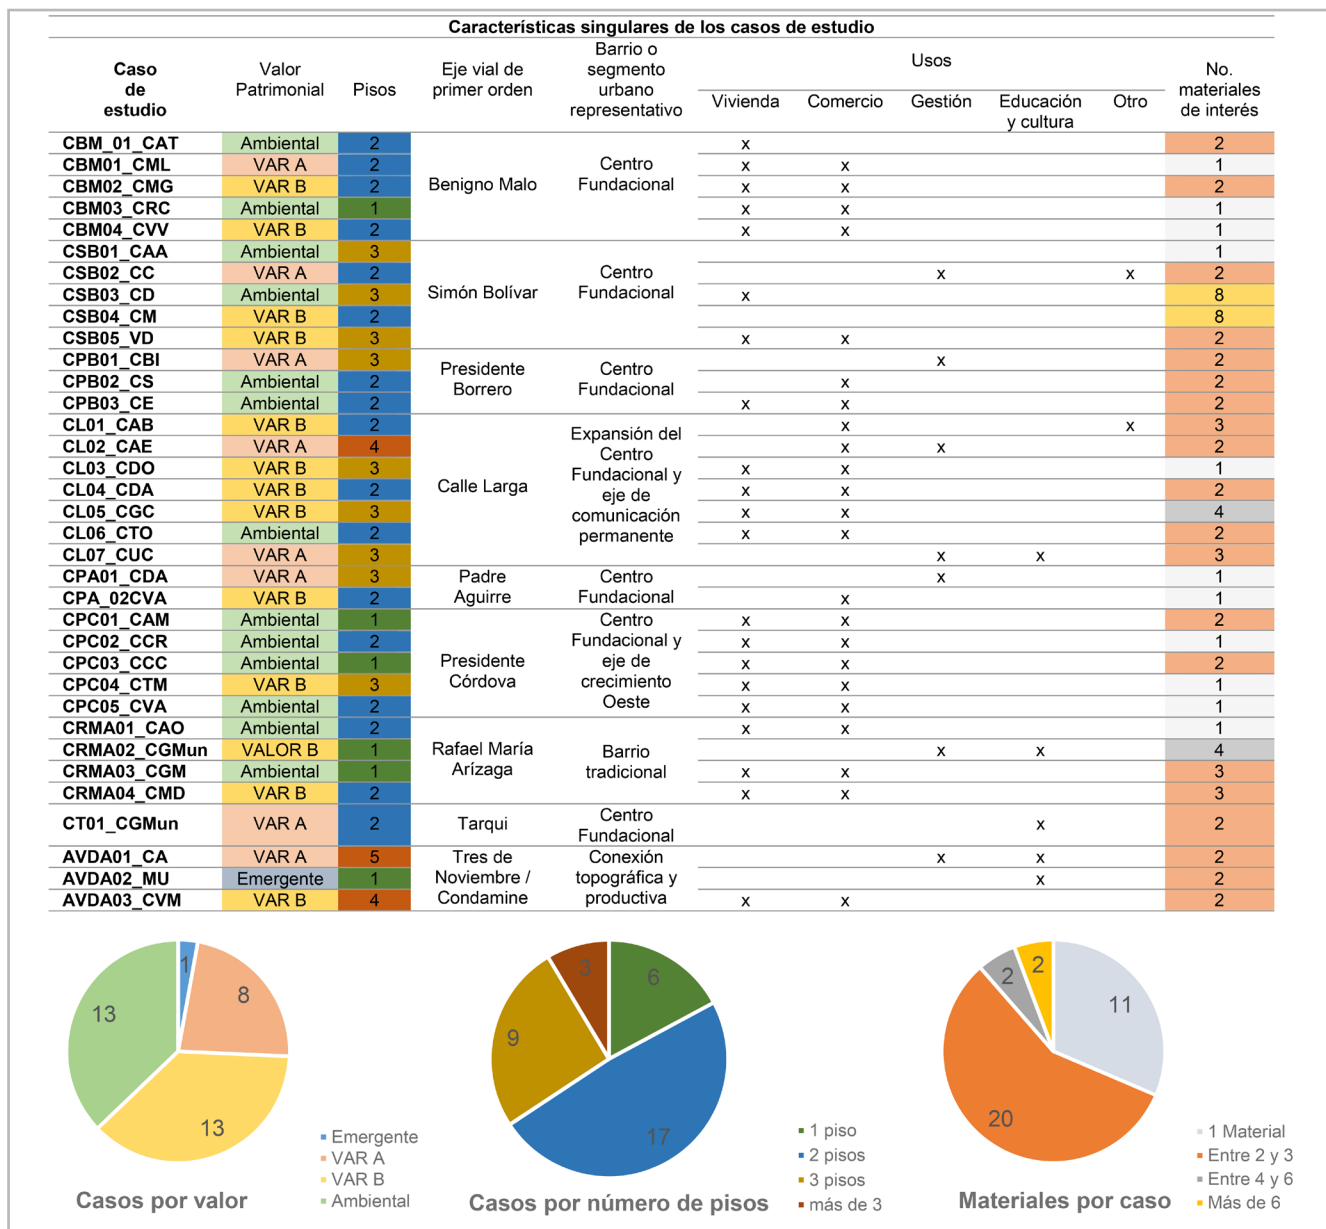 Características singulares de los casos de estudio
Caso de estudio Valor Patrimonial Pisos Eje vial de primer orden Barrio o segmento urbano representativo Usos No. materiales de interés
Vivienda Comercio Gestión Educación y cultura Otro
CBM_01_CAT Ambiental 2 x 2
CBM01_CML VAR A 2 x x 1
CBM02_CMG VAR B 2 Benigno Malo Centro Fundacional x x 2
CBM03_CRC Ambiental 1 x x 1
CBM04_CVV VAR B 2 x x 1
CSB01_CAA Ambiental 3 1
CSB02_CC VAR A 2 x x 2
CSB03_CD Ambiental 3 Simón Bolívar Centro Fundacional x 8
CSB04_CM VAR B 2 8
CSB05_VD VAR B 3 x x 2
CPB01_CBI VAR A 3 x 2
CPB02_CS Ambiental 2 Presidente Borrero Centro Fundacional x 2
CPB03_CE Ambiental 2 x x 2
CL01_CAB VAR B 2 x x 3
CL02_CAE VAR A 4 x x 2
CL03_CDO VAR B 3 x x 1
CL04_CDA VAR B 2 Calle Larga Expansión del Centro Fundacional y eje de comunicación permanente x x 2
CL05_CGC VAR B 3 x x 4
CL06_CTO Ambiental 2 x x 2
CL07_CUC VAR A 3 x x 3
CPA01_CDA VAR A 3 Padre Aguirre Centro Fundacional x 1
CPA_02CVA VAR B 2 x 1
CPC01_CAM Ambiental 1 x x 2
CPC02_CCR Ambiental 2 x x 1
CPC03_CCC Ambiental 1 Presidente Córdova Centro Fundacional y eje de crecimiento Oeste x x 2
CPC04_CTM VAR B 3 x x 1
CPC05_CVA Ambiental 2 x x 1
CRMA01_CAO Ambiental 2 x x 1
CRMA02_CGMun VALOR B 1 Rafael María Arízaga Barrio tradicional x x 4
CRMA03_CGM Ambiental 1 x x 3
CRMA04_CMD VAR B 2 x x 3
CT01_CGMun VAR A 2 Tarqui Centro Fundacional x 2
AVDA01_CA VAR A 5 x x 2
AVDA02_MU Emergente 1 Tres de Noviembre / Condamine Conexión topográfica y productiva x 2
AVDA03_CVM VAR B 4 x x 2
1
8
13
13
Emergente
VAR A
VAR B
Ambiental
Casos por valor
3
6
9
17
1 piso
2 pisos
3 pisos
más de 3
Casos por número de pisos
2
2
11
20
1 Material
Entre 2 y 3
Entre 4 y 6
Más de 6
Materiales por caso